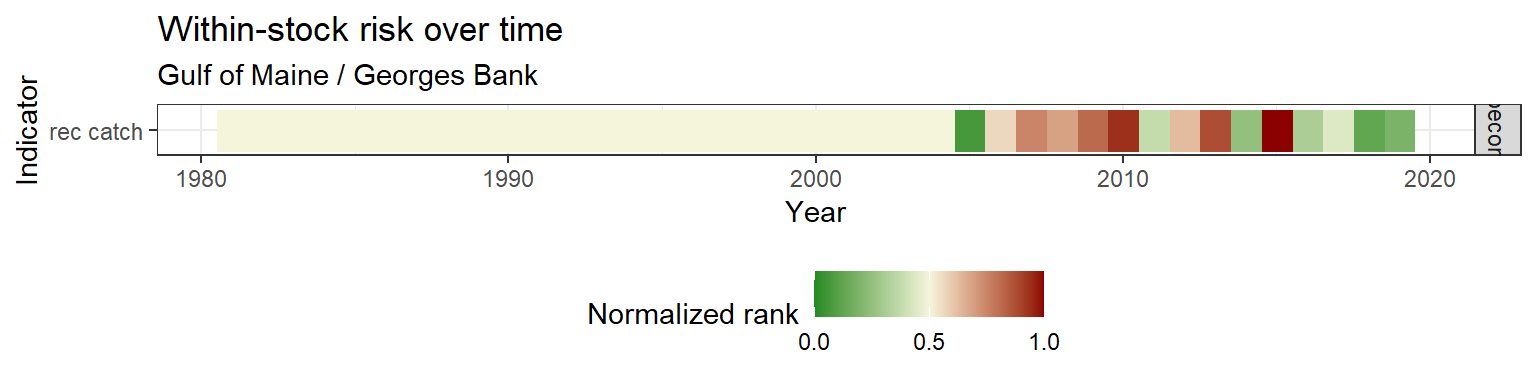 Within-stock risk over time
Gulf of Maine / Georges Bank
Indicator
rec catch
1980 1990 2000 2010 2020
Year
Normalized rank
0.0 0.5 1.0